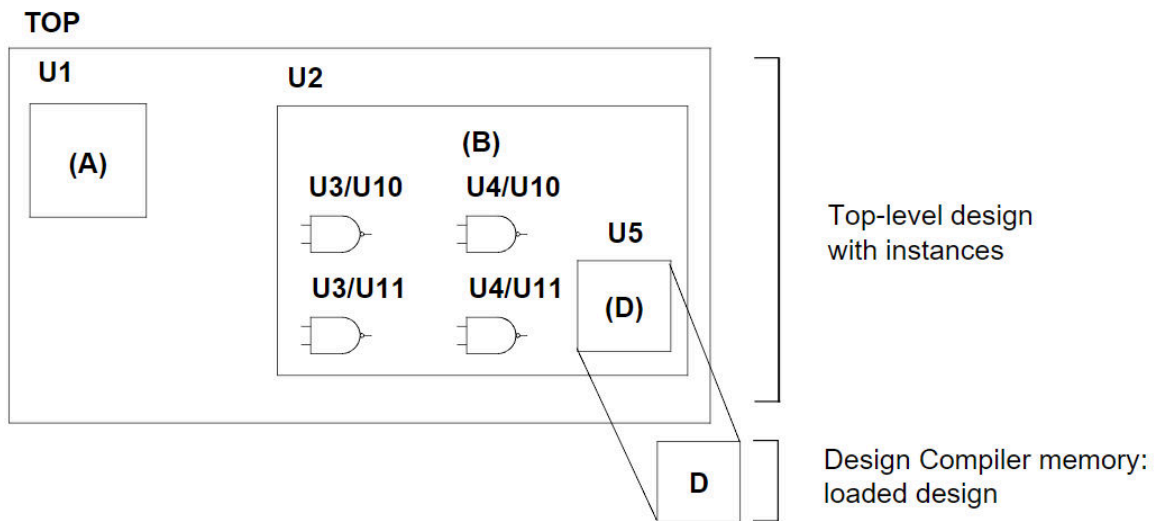 TOP
U1
U2
(A)
(B)
U3/U10
U4/U10
U5
U3/U11
U4/U11
(D)
Top-level design
with instances
D
Design Compiler memory:
loaded design